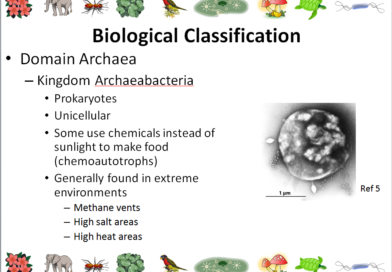 Biological Classification
• Domain Archaea
– Kingdom Archaeabacteria
• Prokaryotes
• Unicellular
• Some use chemicals instead of
sunlight to make food
(chemoautotrophs)
• Generally found in extreme
environments
– Methane vents
– High salt areas
– High heat areas
1 µm
Ref 5